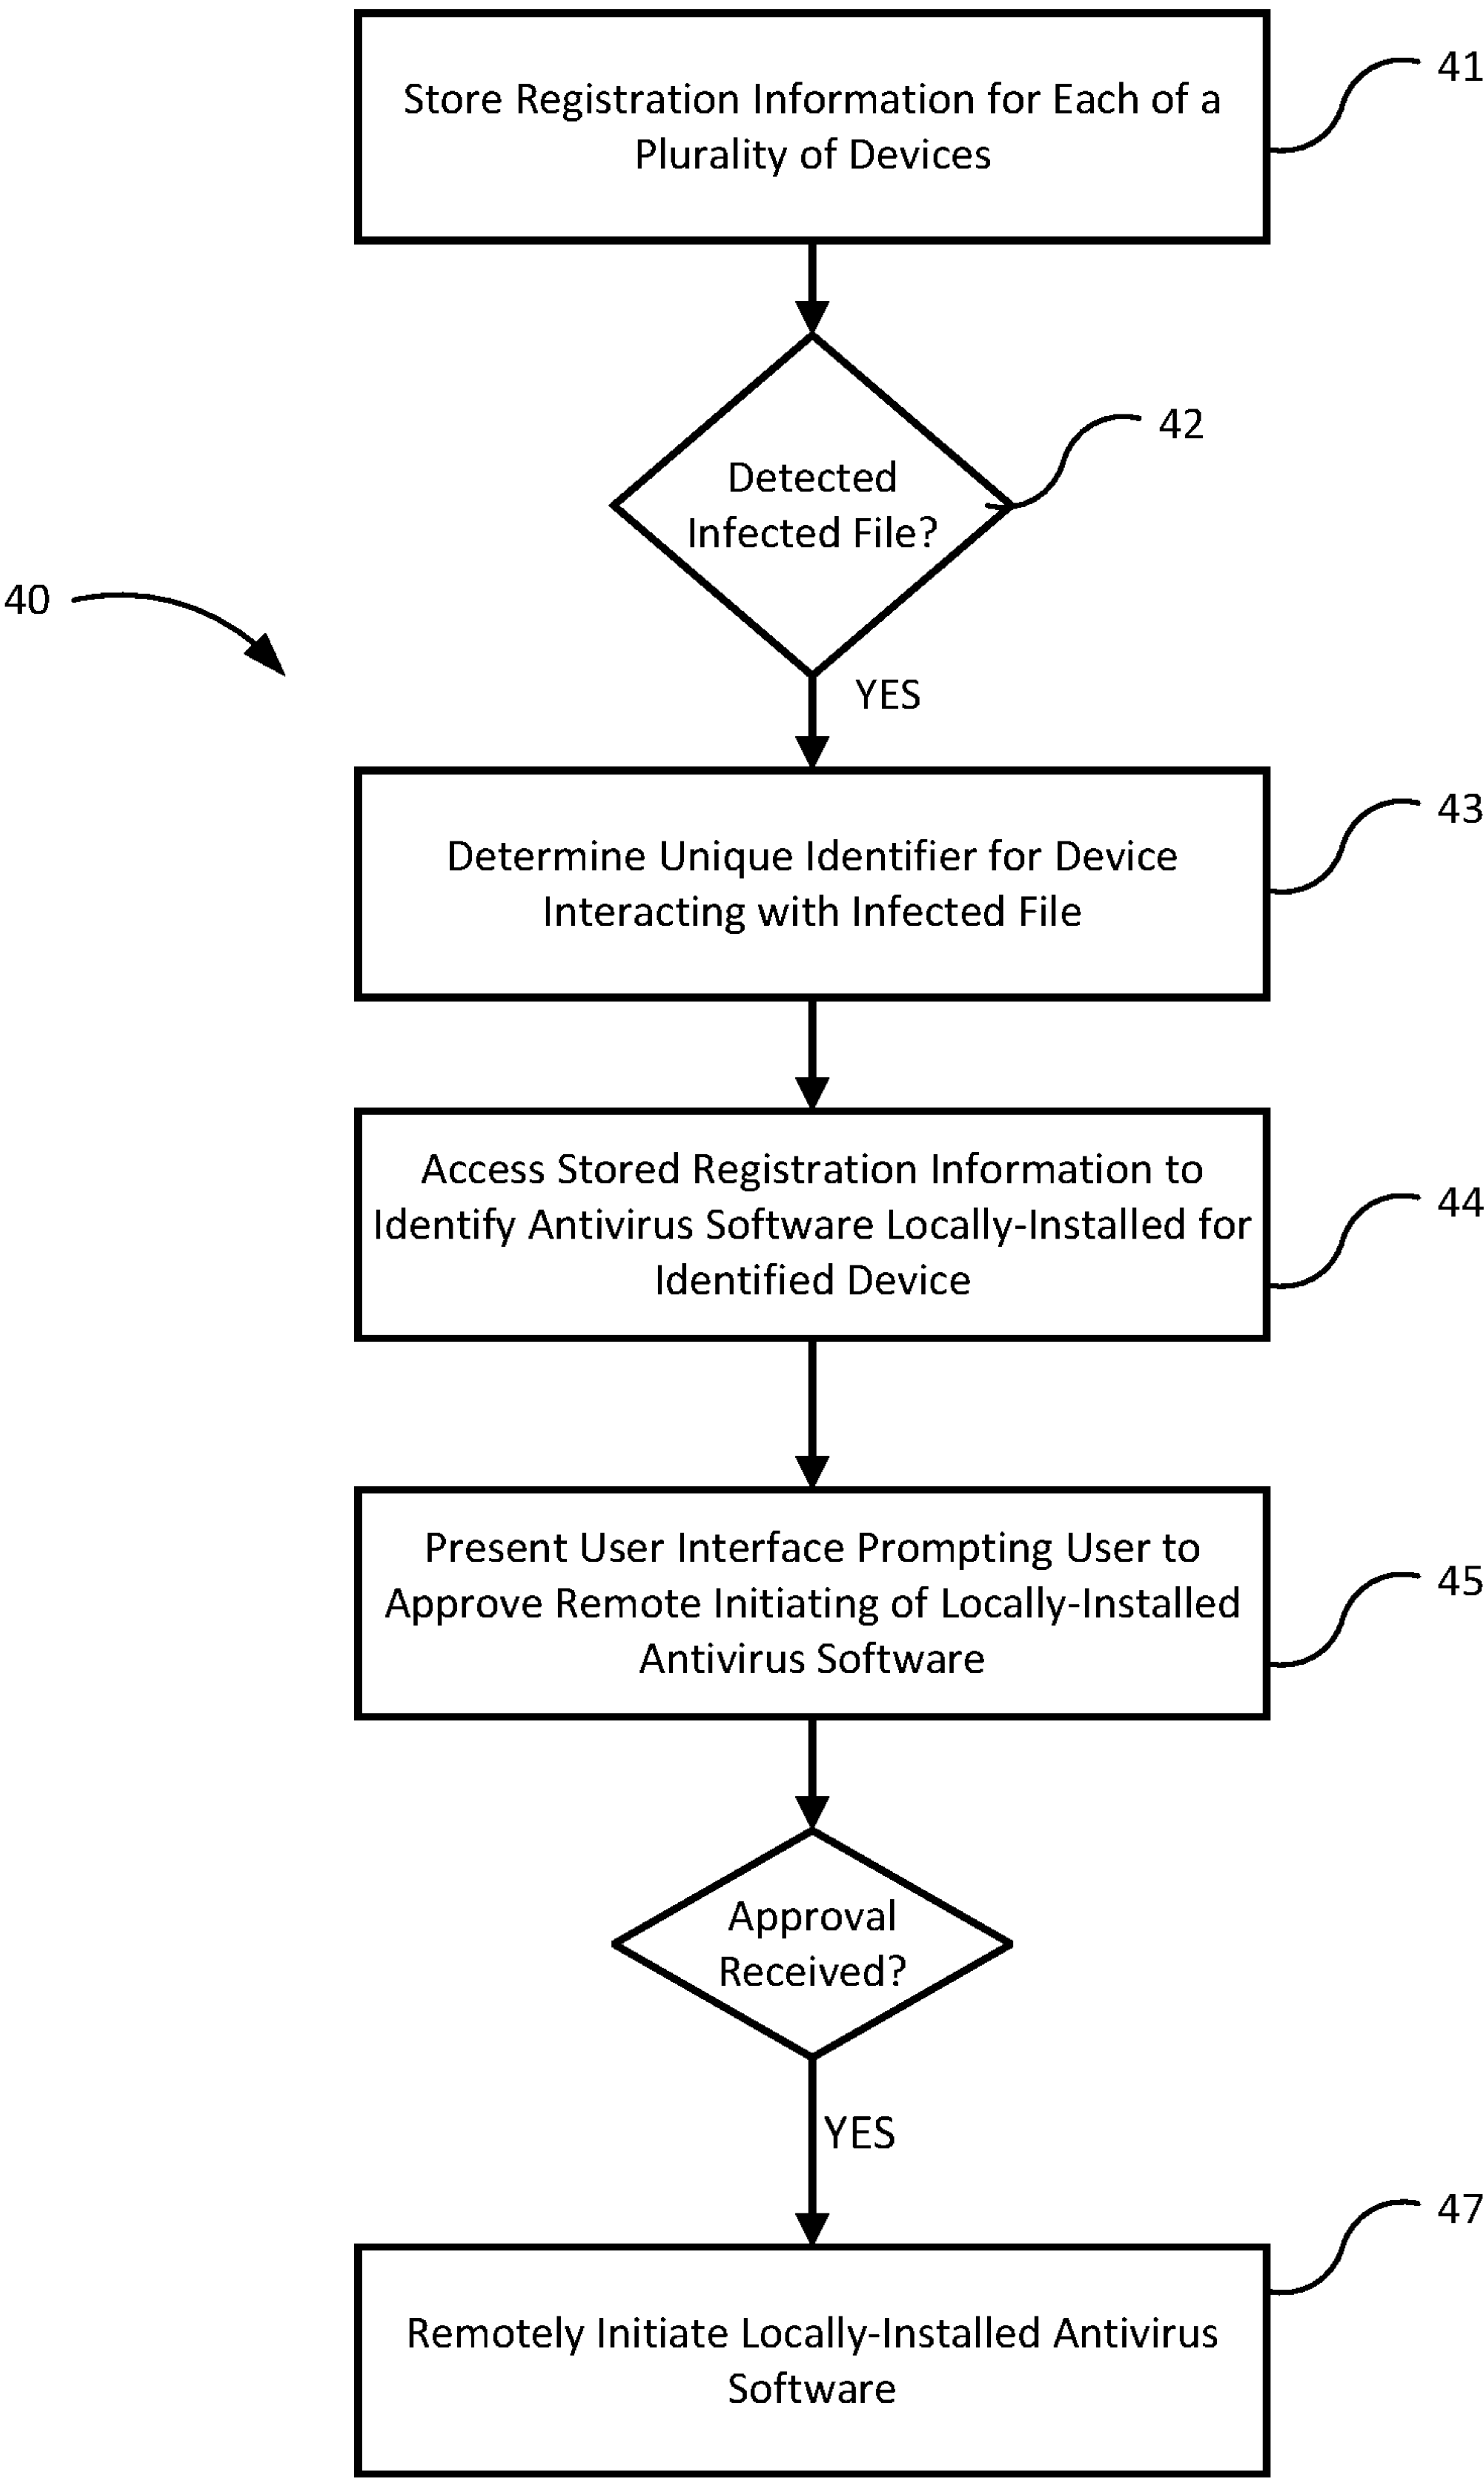 Store Registration Information for Each of a
Plurality of Devices
41
Detected
Infected File?
42
40
YES
Determine Unique Identifier for Device
Interacting with Infected File
43
Access Stored Registration Information to
Identify Antivirus Software Locally-Installed for
Identified Device
44
Present User Interface Prompting User to
Approve Remote Initiating of Locally-Installed
Antivirus Software
45
Approval
Received?
YES
47
Remotely Initiate Locally-Installed Antivirus
Software